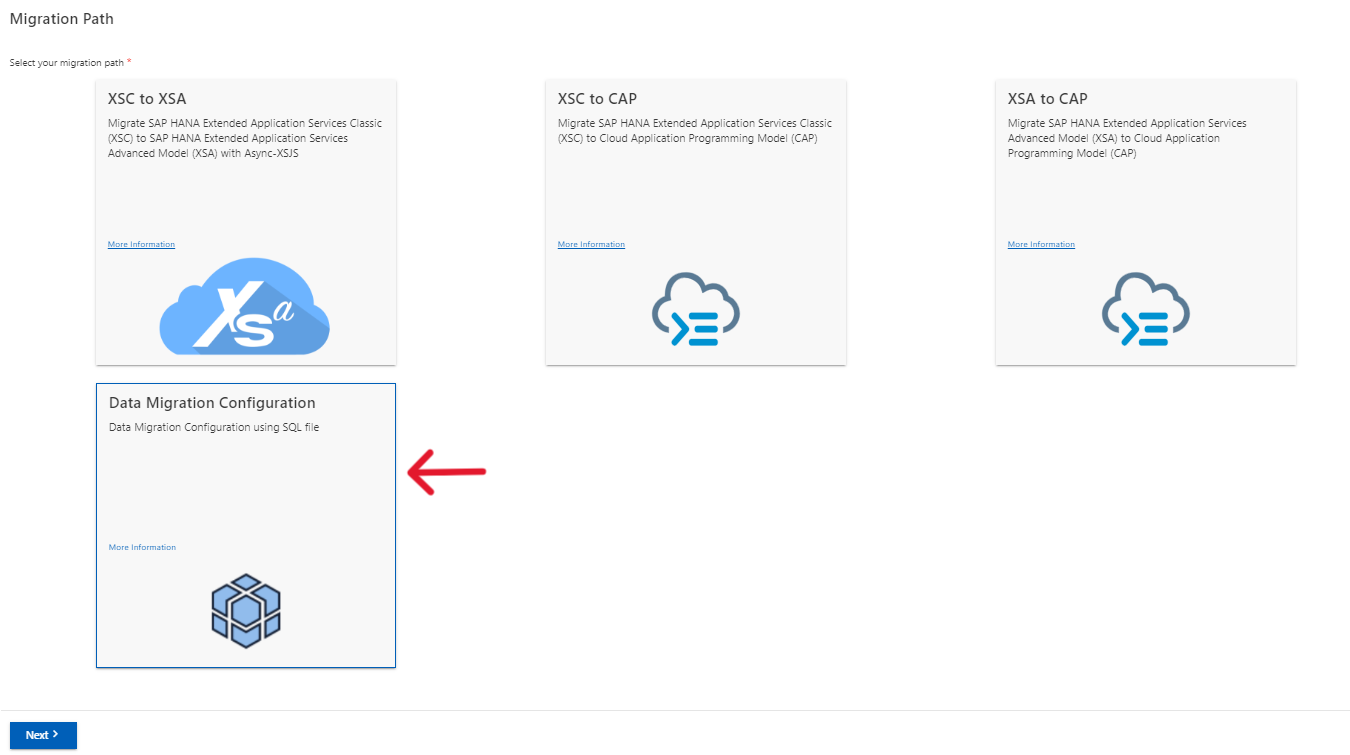 Migration Path
Select your migration path *
XSC to XSA
Migrate SAP HANA Extended Application Services Classic
(XSC) to SAP HANA Extended Application Services
Advanced Model (XSA) with Async-XSJS
More Information
Xsa
XSC to CAP
Migrate SAP HANA Extended Application Services Classic
(XSC) to Cloud Application Programming Model (CAP)
More Information
XSA to CAP
Migrate SAP HANA Extended Application Services
Advanced Model (XSA) to Cloud Application
Programming Model (CAP)
More Information
Data Migration Configuration
Data Migration Configuration using SQL file
More Information
Next >